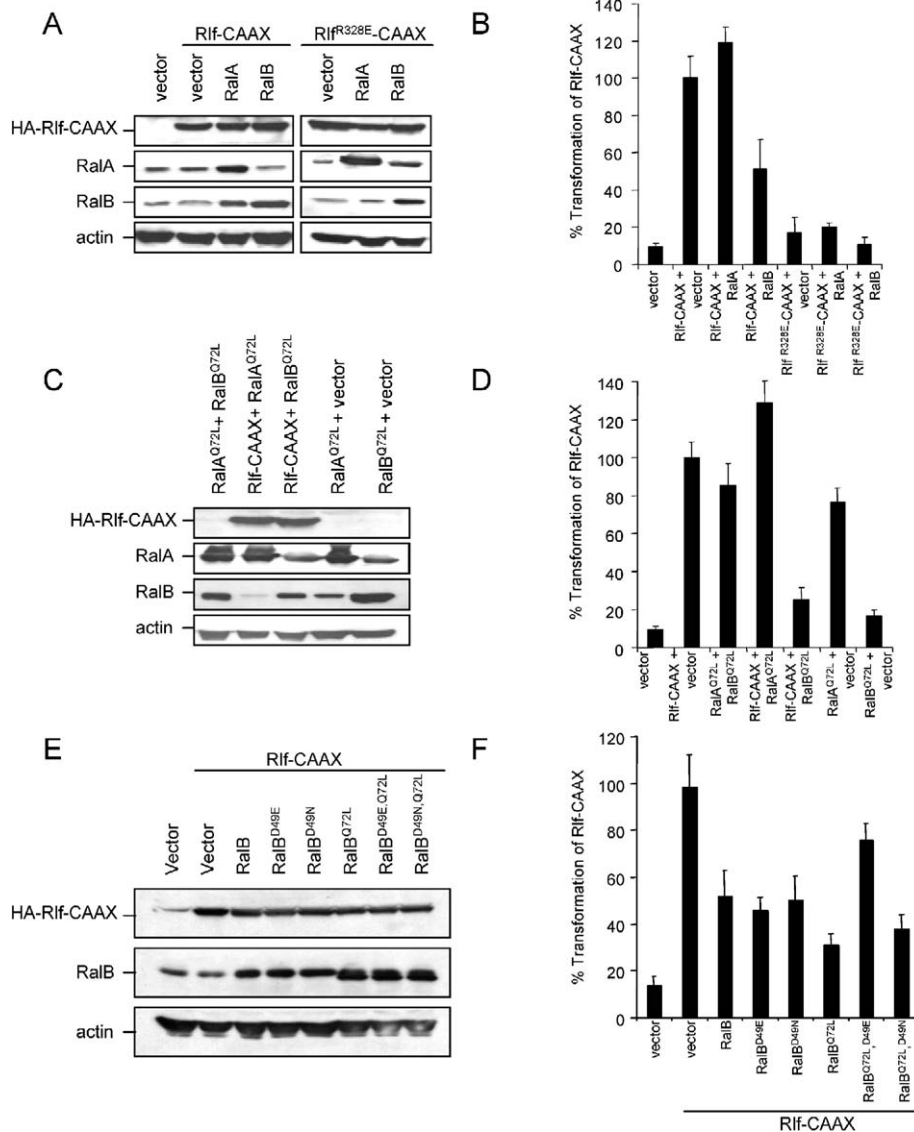 A
Rlf-CAAX
Rlf^R328E-CAAX
vector
vector
RalA
RalB
vector
RalA
RalB
HA-Rlf-CAAX
RalA
RalB
actin
B
% Transformation of Rlf-CAAX
140
120
100
80
60
40
20
0
vector
Rlf-CAAX +
vector
Rlf-CAAX +
RalA
Rlf-CAAX +
RalB
Rlf R328E-CAAX +
vector
Rlf R328E-CAAX +
RalA
Rlf R328E-CAAX +
RalB
C
RalA^Q72L + RalB^Q72L
Rlf-CAAX+ RalA^Q72L
Rlf-CAAX+ RalB^Q72L
RalA^Q72L + vector
RalB^Q72L + vector
HA-Rlf-CAAX
RalA
RalB
actin
D
% Transformation of Rlf-CAAX
140
120
100
80
60
40
20
0
vector
Rlf-CAAX +
vector
RalA^Q72L +
RalB^Q72L
Rlf-CAAX +
RalA^Q72L
Rlf-CAAX +
RalB^Q72L
RalA^Q72L +
vector
RalB^Q72L +
vector
E
Rlf-CAAX
Vector
Vector
RalB
RalB^D49E
RalB^D49N
RalB^Q72L
RalB^D49E,Q72L
RalB^D49N,Q72L
HA-Rlf-CAAX
RalB
actin
F
% Transformation of Rlf-CAAX
120
100
80
60
40
20
0
vector
vector
RalB
RalB^D49E
RalB^D49N
RalB^Q72L
RalB^Q72L, D49E
RalB^Q72L, D49N
Rlf-CAAX